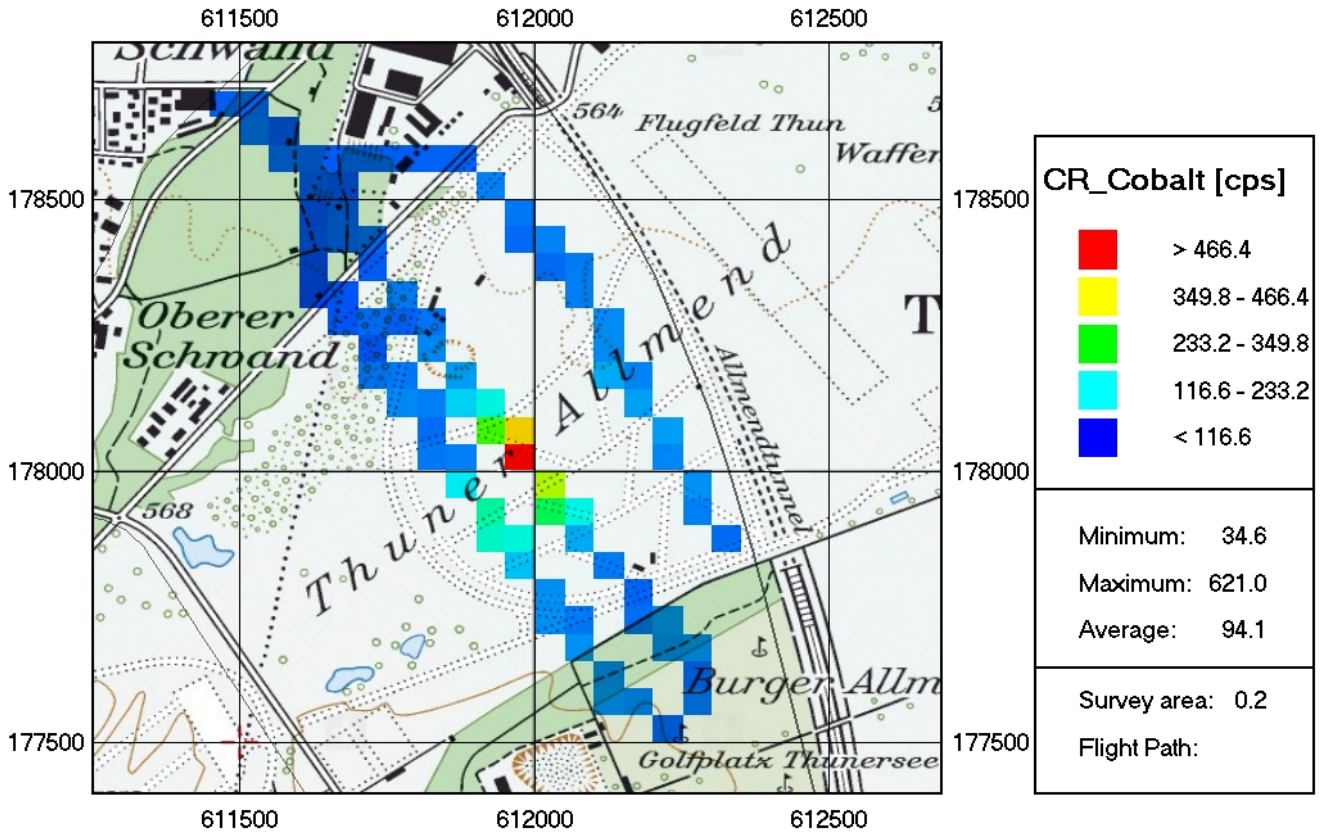 611500 612000 612500
Schwand
564
Flugfeld Thun
Waffen
178500 178500
CR_Cobalt [cps]
> 466.4
349.8 - 466.4
233.2 - 349.8
116.6 - 233.2
< 116.6
Oberer
Schwand
T
Thuner Allmend
Allmendtunnel
178000 178000
568
Minimum: 34.6
Maximum: 621.0
Average: 94.1
Survey area: 0.2
Flight Path:
Burger Allm
177500 177500
Golfplatz Thunersee
611500 612000 612500